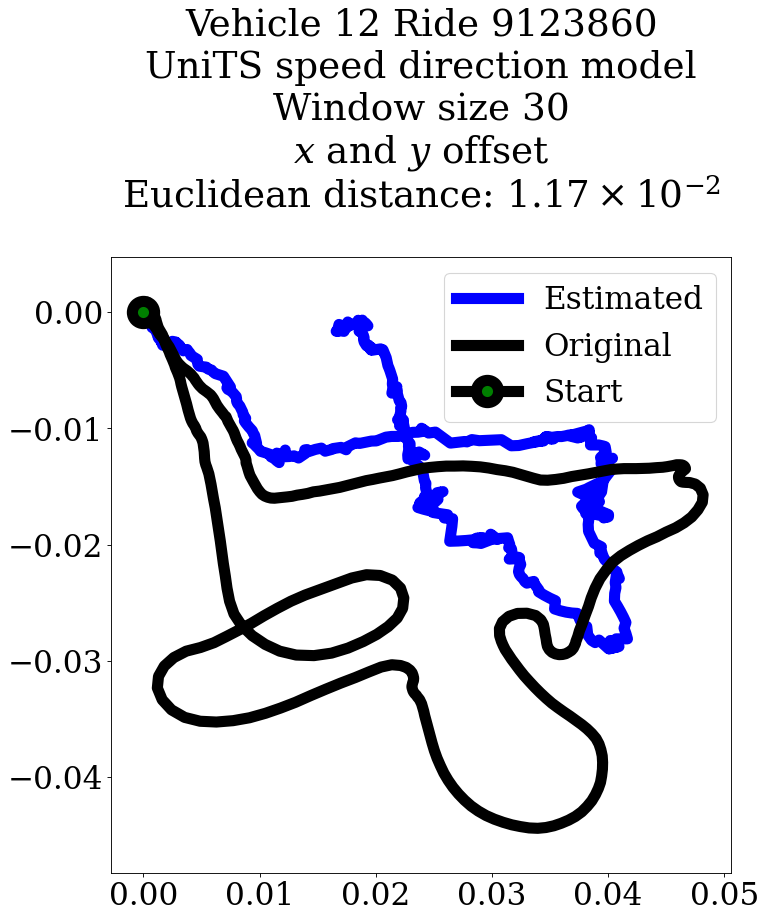 Vehicle 12 Ride 9123860
UniTS speed direction model
Window size 30
x and y offset
Euclidean distance: 1.17 × 10⁻²
Estimated
Original
Start
0.00
−0.01
−0.02
−0.03
−0.04
0.00 0.01 0.02 0.03 0.04 0.05